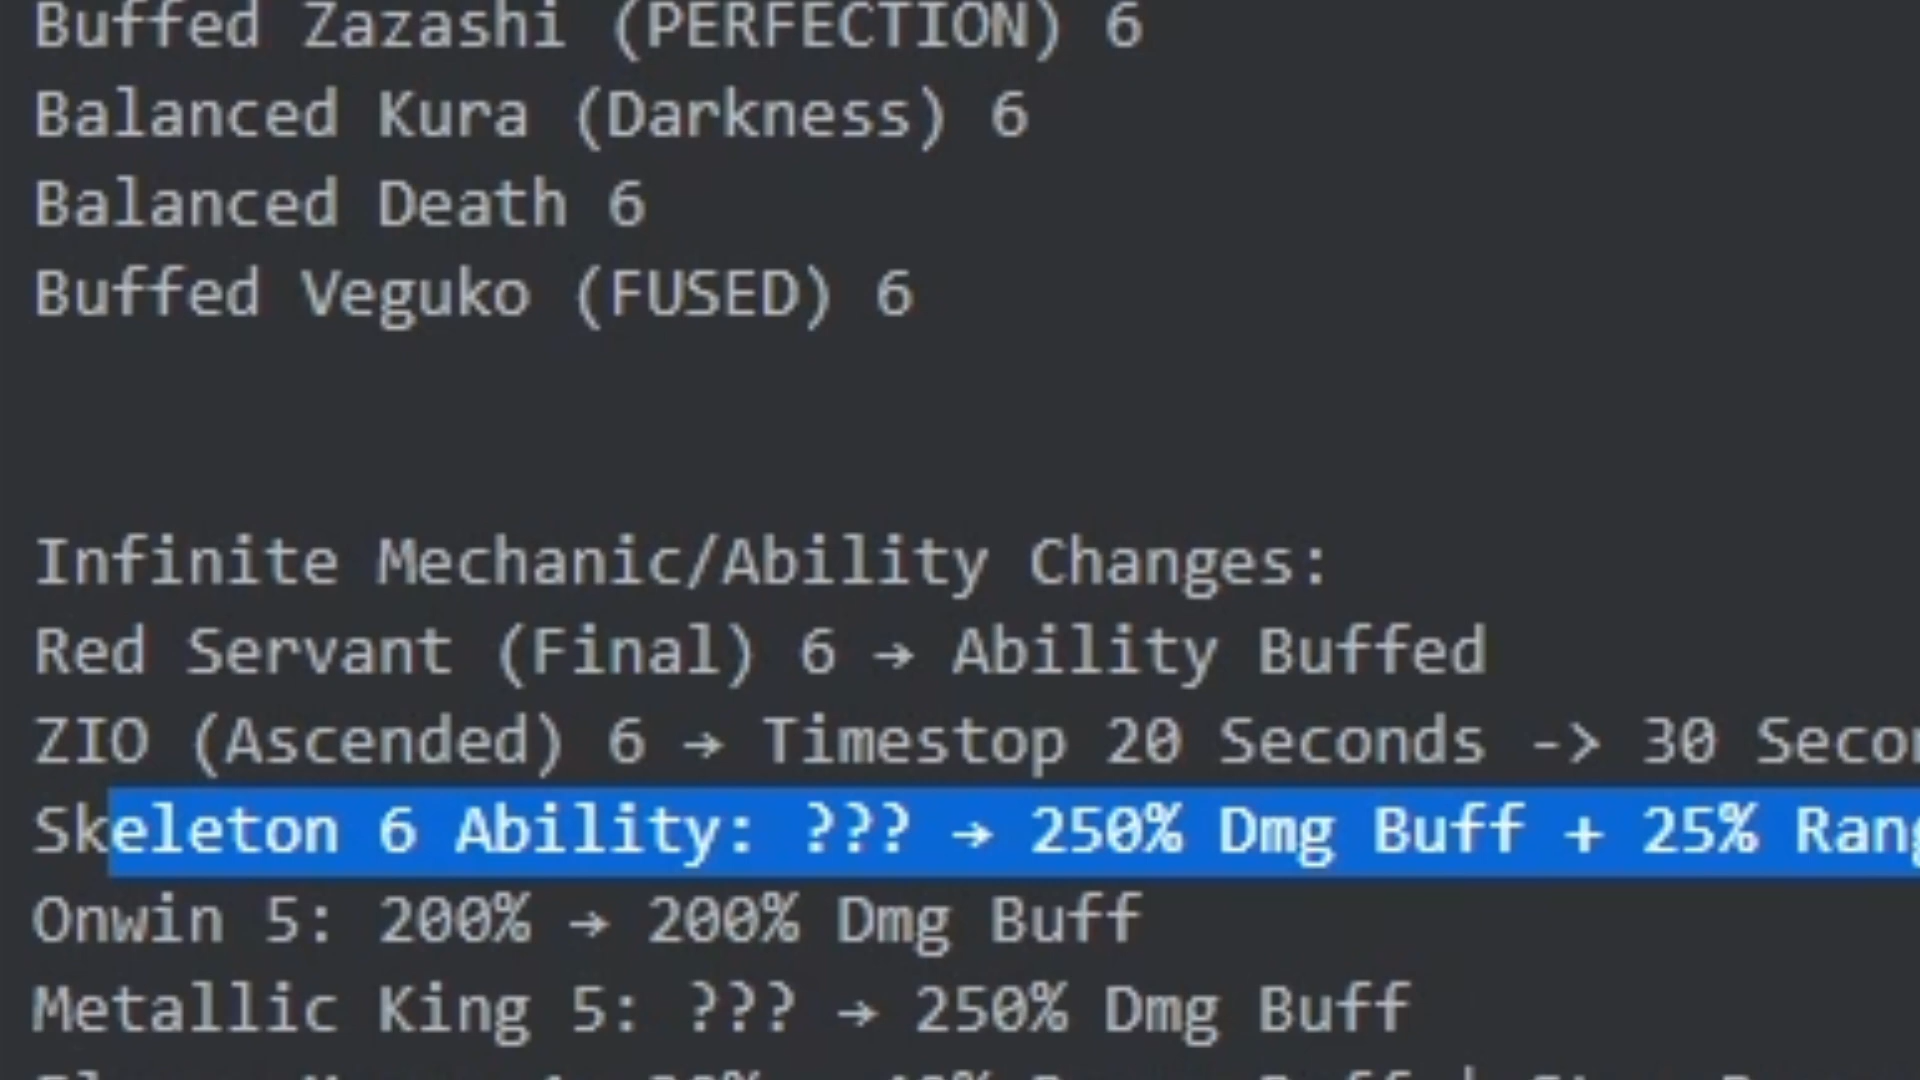 Buffed Zazashi (PERFECTION) 6
Balanced Kura (Darkness) 6
Balanced Death 6
Buffed Veguko (FUSED) 6
Infinite Mechanic/Ability Changes:
Red Servant (Final) 6 → Ability Buffed
ZIO (Ascended) 6 → Timestop 20 Seconds -> 30 Secon
Skeleton 6 Ability: ??? → 250% Dmg Buff + 25% Rang
Onwin 5: 200% → 200% Dmg Buff
Metallic King 5: ??? → 250% Dmg Buff